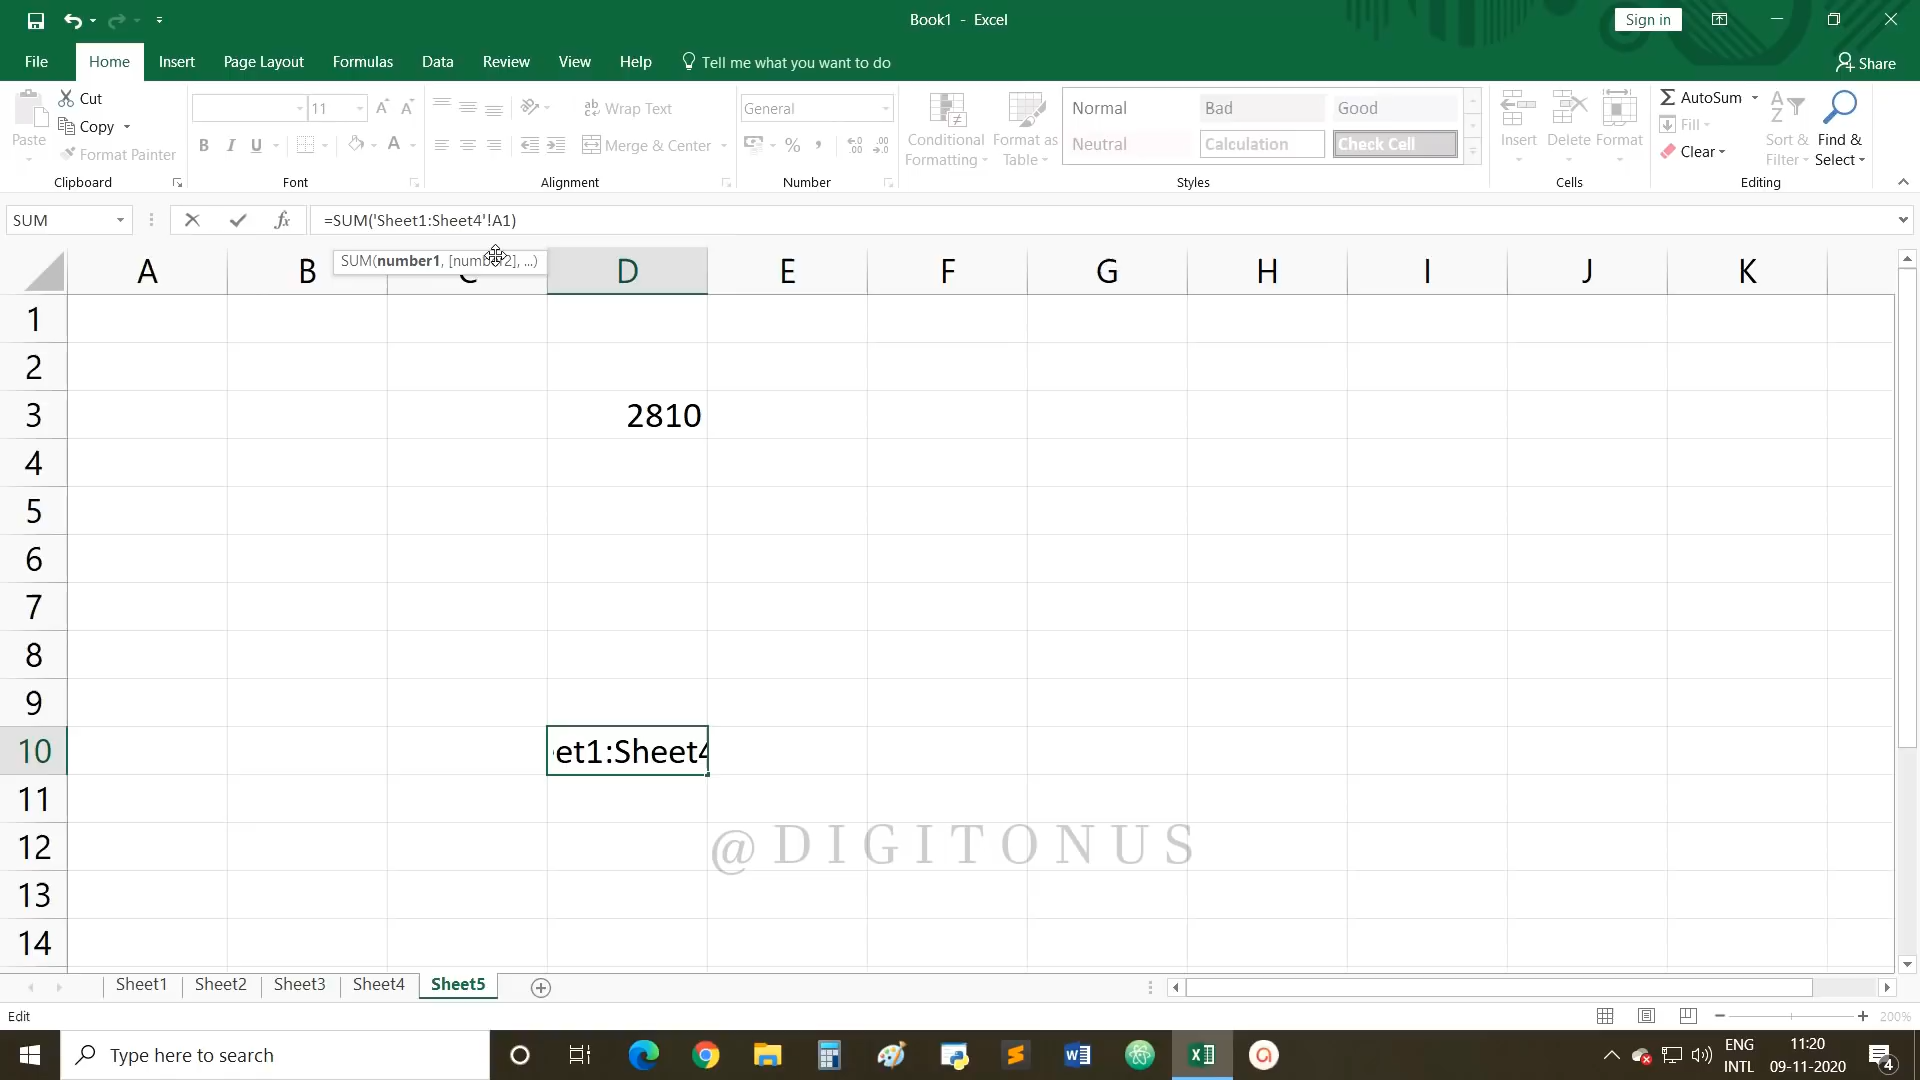 Book1 - Excel
Sign in
File Home Insert Page Layout Formulas Data Review View Help Tell me what you want to do Share
Paste
Cut
Copy
Format Painter
Clipboard
11
A A
B I U A
Font
ab Wrap Text
Merge & Center
Alignment
General
% ,
Number
Conditional Formatting
Format as Table
Normal Bad Good
Neutral Calculation Check Cell
Styles
Insert Delete Format
Cells
AutoSum
Fill
Clear
Sort & Filter
Find & Select
Editing
SUM fx =SUM('Sheet1:Sheet4'!A1)
SUM(number1, [number2], ...)
A B C D E F G H I J K
1
2
3 2810
4
5
6
7
8
9
10 et1:Sheet4
11
12
@DIGITONUS
13
14
Sheet1 Sheet2 Sheet3 Sheet4 Sheet5
Edit 200%
Type here to search
ENG
INTL
11:20
09-11-2020
4